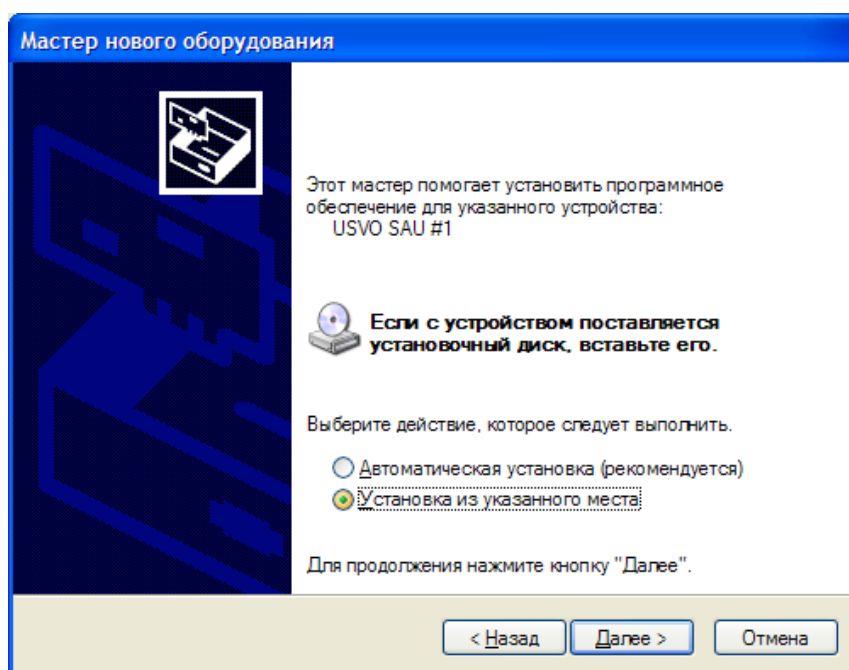 Мастер нового оборудования
Этот мастер помогает установить программное
обеспечение для указанного устройства:
USVO SAU #1
Если с устройством поставляется
установочный диск, вставьте его.
Выберите действие, которое следует выполнить.
Автоматическая установка (рекомендуется)
Установка из указанного места
Для продолжения нажмите кнопку "Далее".
< Назад
Далее >
Отмена